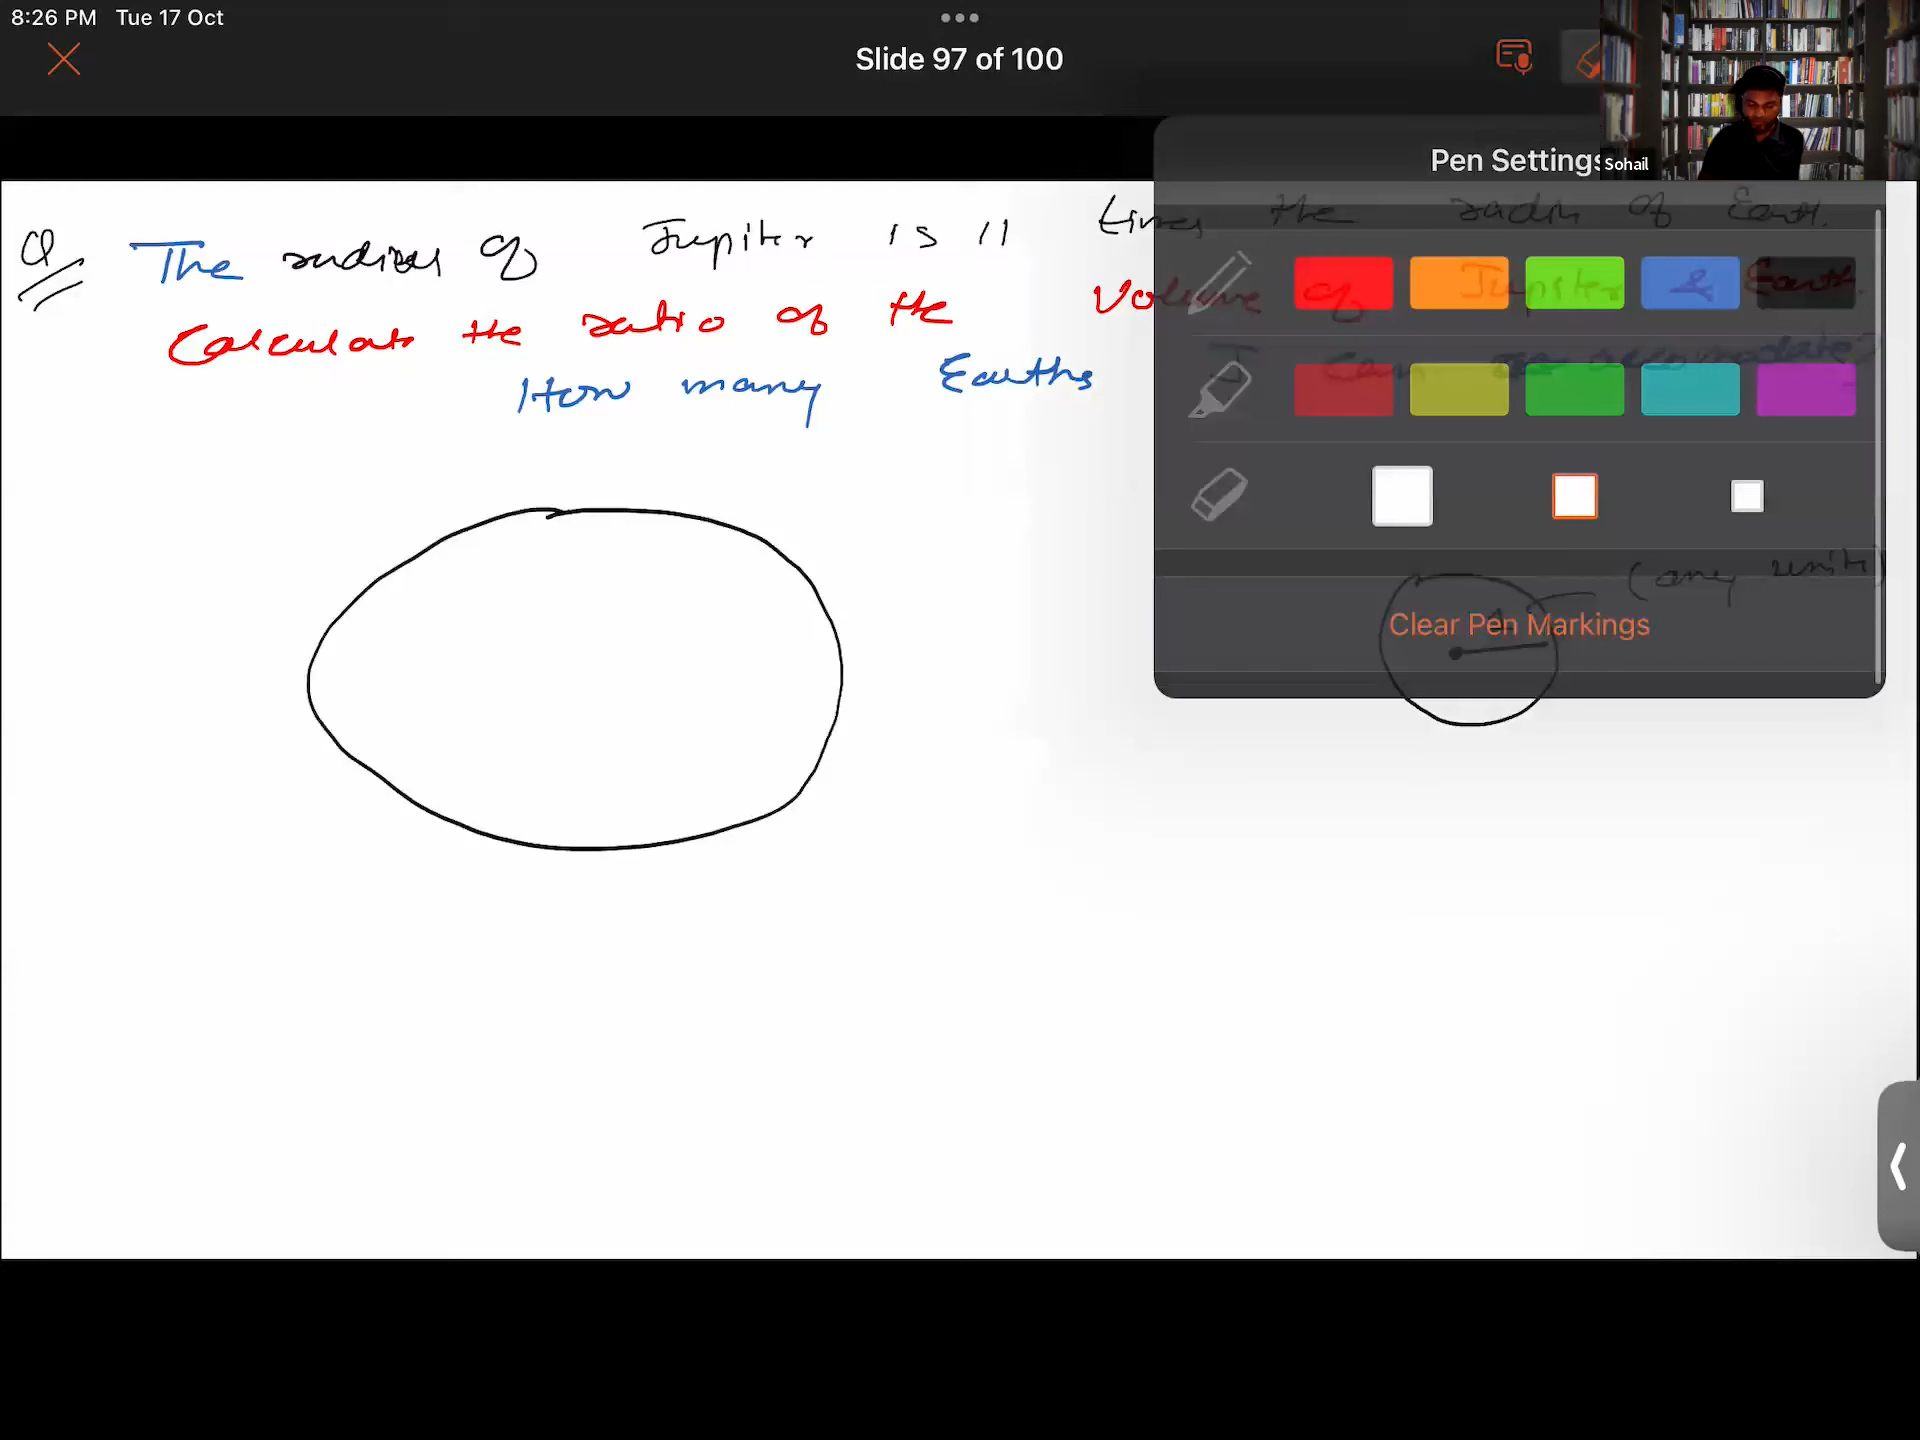 8:26 PM Tue 17 Oct
Slide 97 of 100
Pen Settings
Sohail
Q The radius of Jupiter is 11 times the radius of Earth.
Calculate the ratio of the Volume of Jupiter & Earth.
How many Earths J can accomodate?
(any unit)
Clear Pen Markings